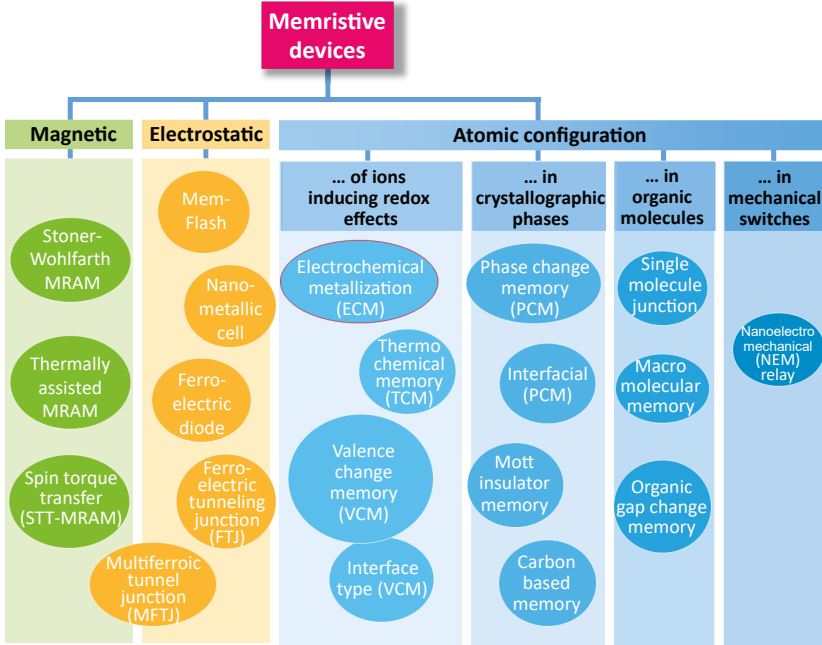 Memristive
devices
Magnetic
Electrostatic
Atomic configuration
... of ions
inducing redox
effects
... in
crystallographic
phases
... in
organic
molecules
... in
mechanical
switches
Stoner-
Wohlfarth
MRAM
Thermally
assisted
MRAM
Spin torque
transfer
(STT-MRAM)
Mem-
Flash
Nano-
metallic
cell
Ferro-
electric
diode
Ferro-
electric
tunneling
junction
(FTJ)
Multiferroic
tunnel
junction
(MFTJ)
Electrochemical
metallization
(ECM)
Thermo
chemical
memory
(TCM)
Valence
change
memory
(VCM)
Interface
type (VCM)
Phase change
memory
(PCM)
Interfacial
(PCM)
Mott
insulator
memory
Carbon
based
memory
Single
molecule
junction
Macro
molecular
memory
Organic
gap change
memory
Nanoelectro
mechanical
(NEM)
relay